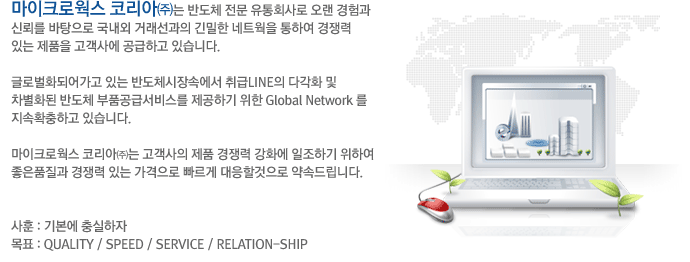 마이크로웍스 코리아㈜는 반도체 전문 유통회사로 오랜 경험과
신뢰를 바탕으로 국내외 거래선과의 긴밀한 네트웍을 통하여 경쟁력
있는 제품을 고객사에 공급하고 있습니다.
글로벌화되어가고 있는 반도체시장속에서 취급LINE의 다각화 및
차별화된 반도체 부품공급서비스를 제공하기 위한 Global Network 를
지속확충하고 있습니다.
마이크로웍스 코리아㈜는 고객사의 제품 경쟁력 강화에 일조하기 위하여
좋은품질과 경쟁력 있는 가격으로 빠르게 대응할것으로 약속드립니다.
사훈 : 기본에 충실하자
목표 : QUALITY / SPEED / SERVICE / RELATION-SHIP